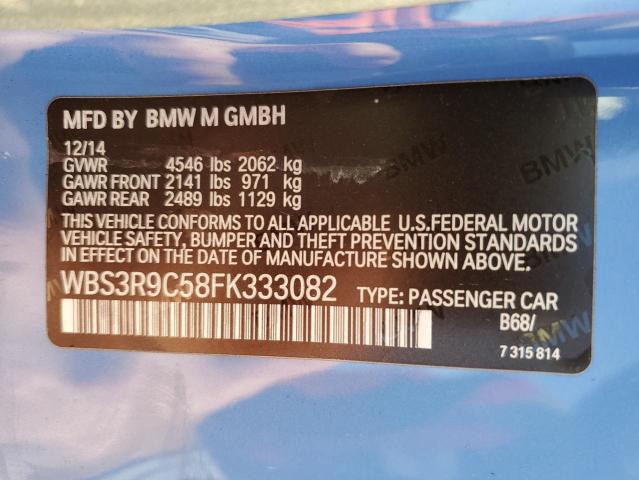 MFD BY BMW M GMBH
12/14
GVWR 4546 lbs 2062 kg
GAWR FRONT 2141 lbs 971 kg
GAWR REAR 2489 lbs 1129 kg
THIS VEHICLE CONFORMS TO ALL APPLICABLE U.S.FEDERAL MOTOR
VEHICLE SAFETY, BUMPER AND THEFT PREVENTION STANDARDS
IN EFFECT ON THE DATE OF MANUFACTURE SHOWN ABOVE.
WBS3R9C58FK333082 TYPE: PASSENGER CAR
B68/
7 315 814
BMW
BMW